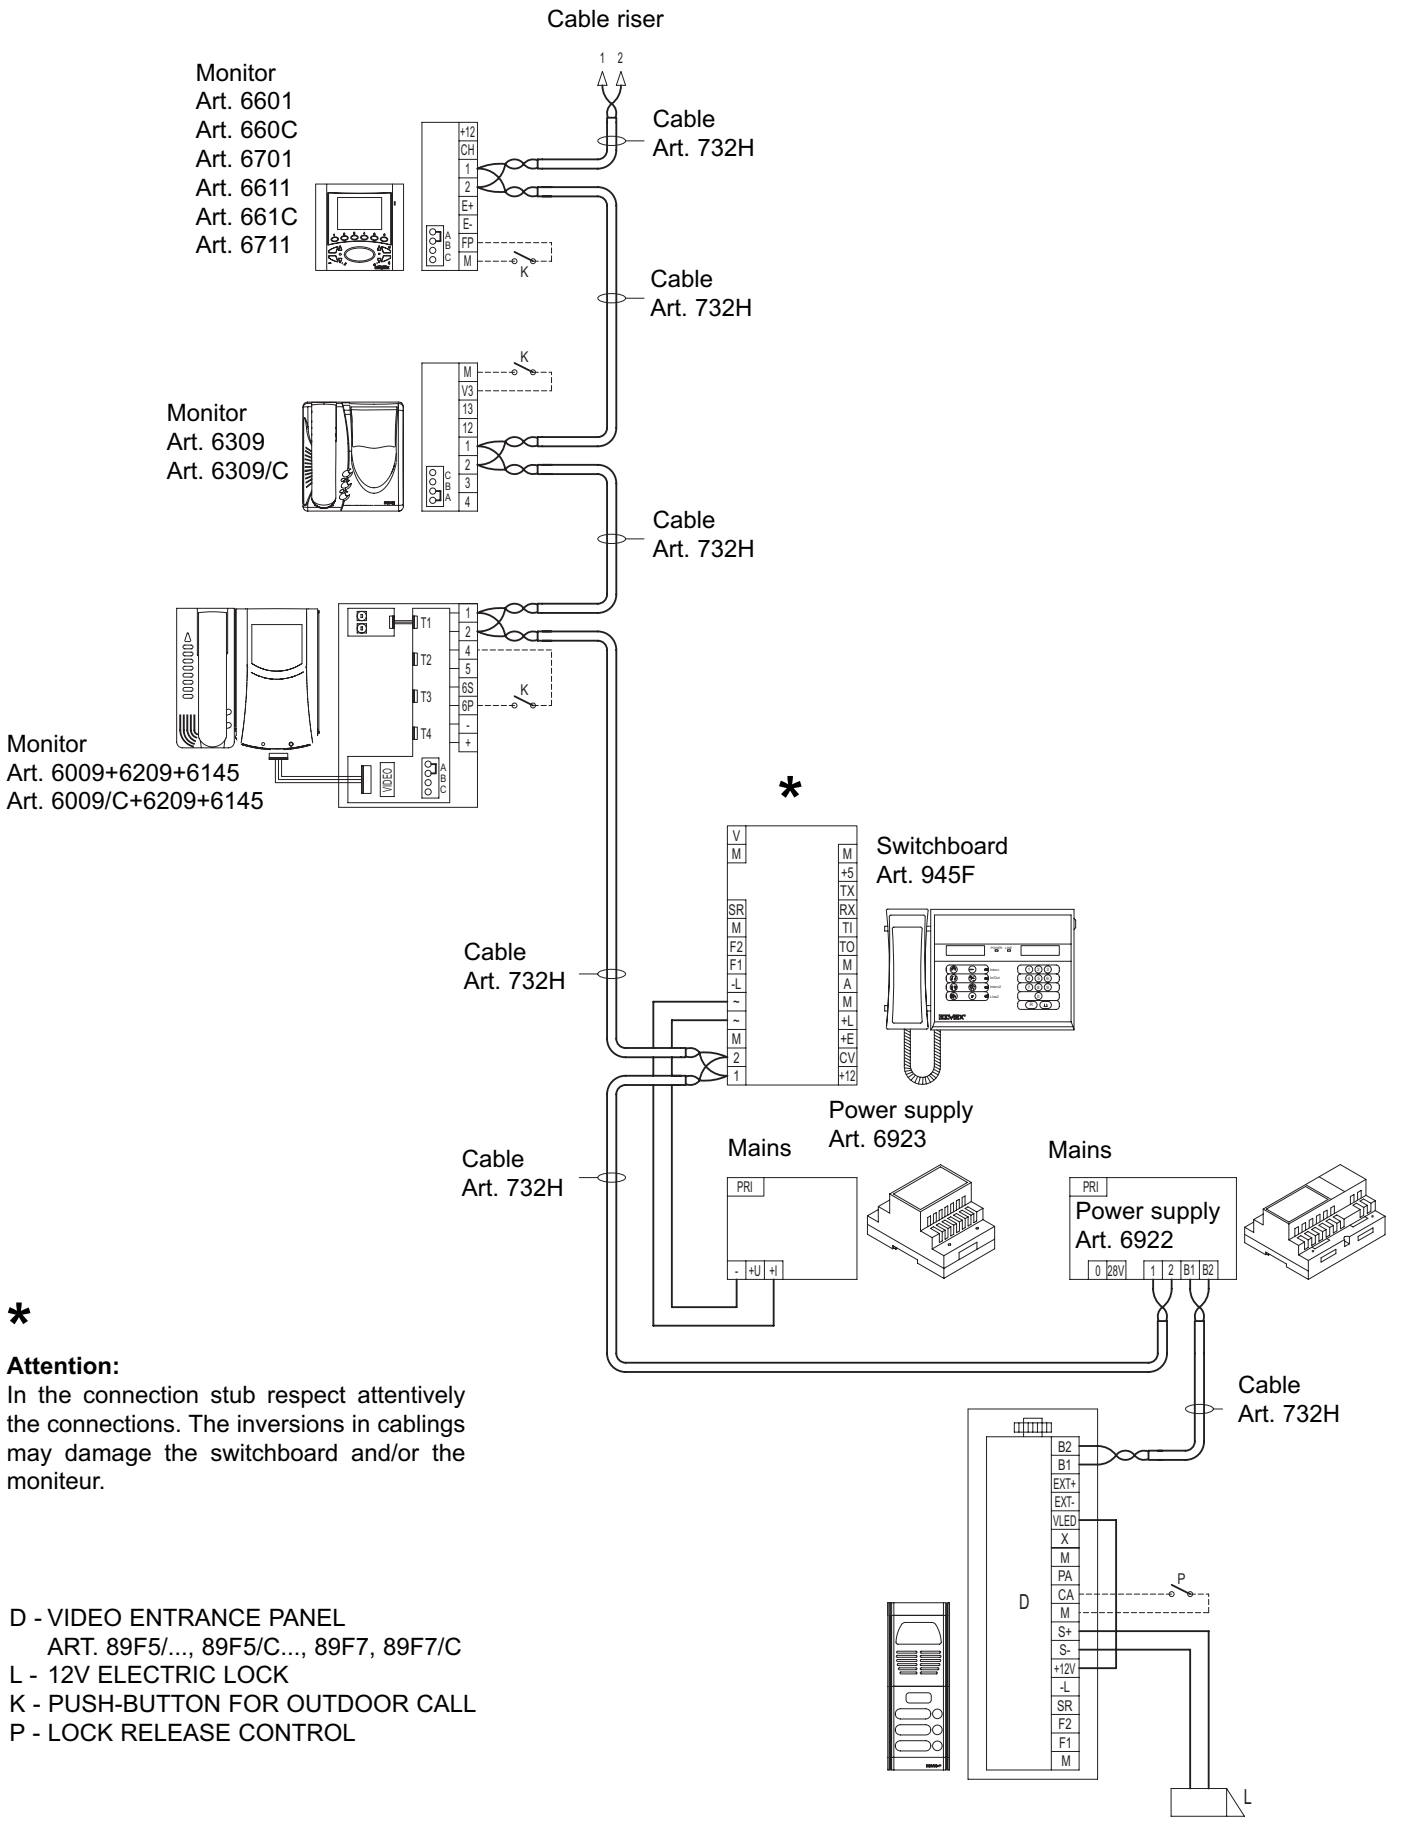 Cable riser
1 2
Monitor
Art. 6601
Art. 660C
Art. 6701
Art. 6611
Art. 661C
Art. 6711
Cable
Art. 732H
+12
CH
1
2
E+
E-
FP
M
A
B
C
K
Cable
Art. 732H
K
M
V3
13
12
1
2
3
4
C
B
A
Monitor
Art. 6309
Art. 6309/C
Cable
Art. 732H
T1
T2
T3
T4
1
2
4
5
6S
6P
-
+
K
VIDEO
A
B
C
Monitor
Art. 6009+6209+6145
Art. 6009/C+6209+6145
*
V
M
SR
M
F2
F1
-L
~
~
M
2
1
M
+5
TX
RX
TI
TO
M
A
M
+L
+E
CV
+12
Switchboard
Art. 945F
Cable
Art. 732H
Cable
Art. 732H
Power supply
Art. 6923
Mains
PRI
- +U +I
Mains
PRI
Power supply
Art. 6922
0 28V 1 2 B1 B2
*
Attention:
In the connection stub respect attentively
the connections. The inversions in cablings
may damage the switchboard and/or the
moniteur.
Cable
Art. 732H
D
B2
B1
EXT+
EXT-
VLED
X
M
PA
CA
M
S+
S-
+12V
-L
SR
F2
F1
M
P
L
D - VIDEO ENTRANCE PANEL
ART. 89F5/..., 89F5/C..., 89F7, 89F7/C
L - 12V ELECTRIC LOCK
K - PUSH-BUTTON FOR OUTDOOR CALL
P - LOCK RELEASE CONTROL